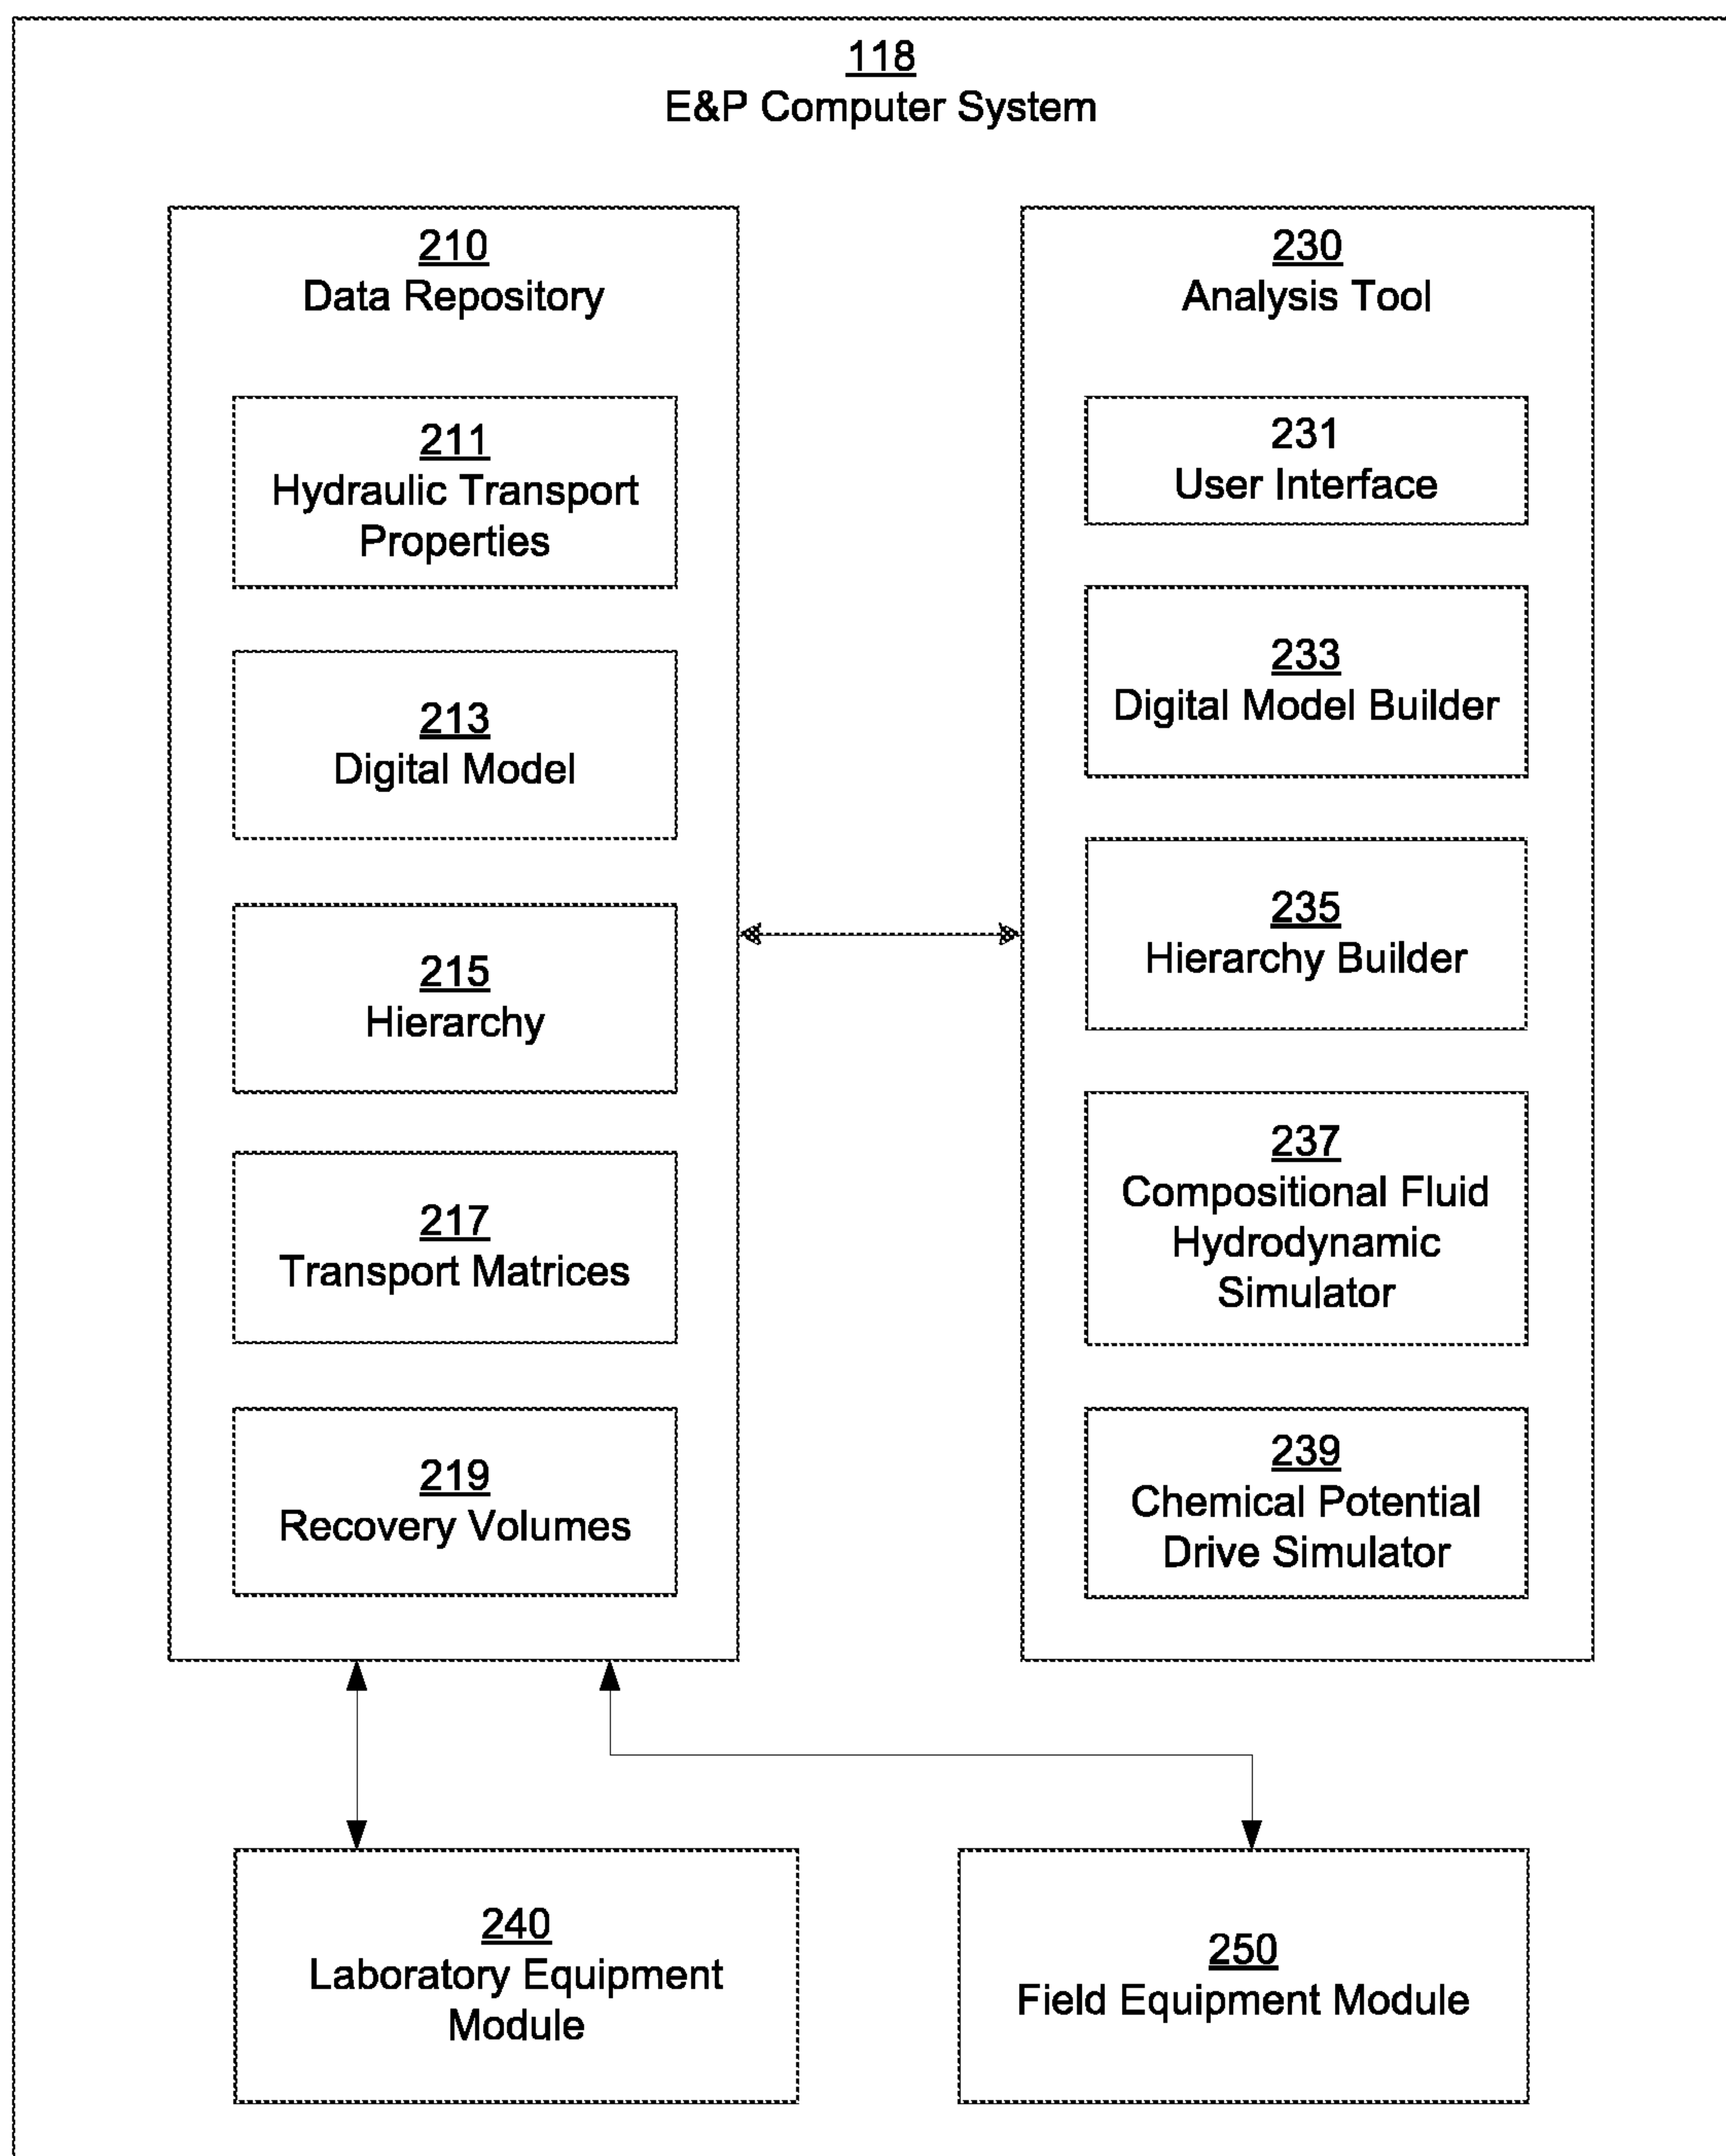 118
E&P Computer System
210
Data Repository
211
Hydraulic Transport
Properties
213
Digital Model
215
Hierarchy
217
Transport Matrices
219
Recovery Volumes
230
Analysis Tool
231
User Interface
233
Digital Model Builder
235
Hierarchy Builder
237
Compositional Fluid
Hydrodynamic
Simulator
239
Chemical Potential
Drive Simulator
240
Laboratory Equipment
Module
250
Field Equipment Module